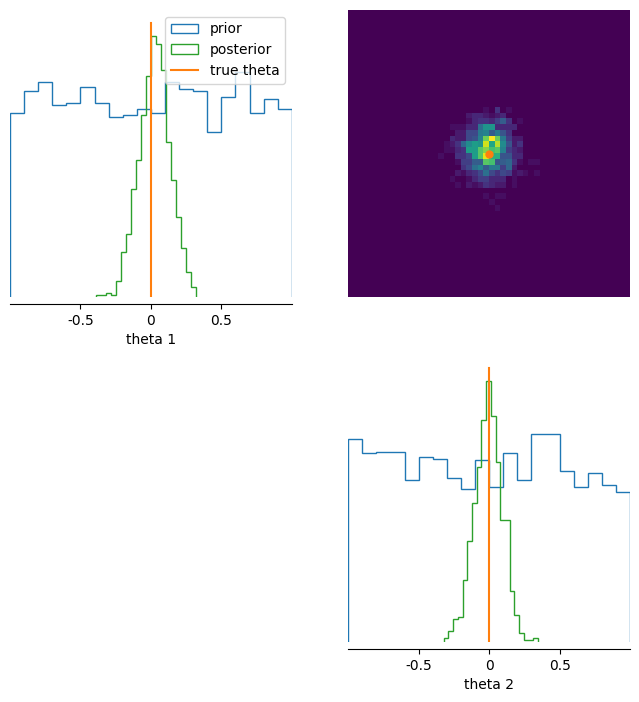 prior
posterior
true theta
-0.5 0 0.5
theta 1
-0.5 0 0.5
theta 2